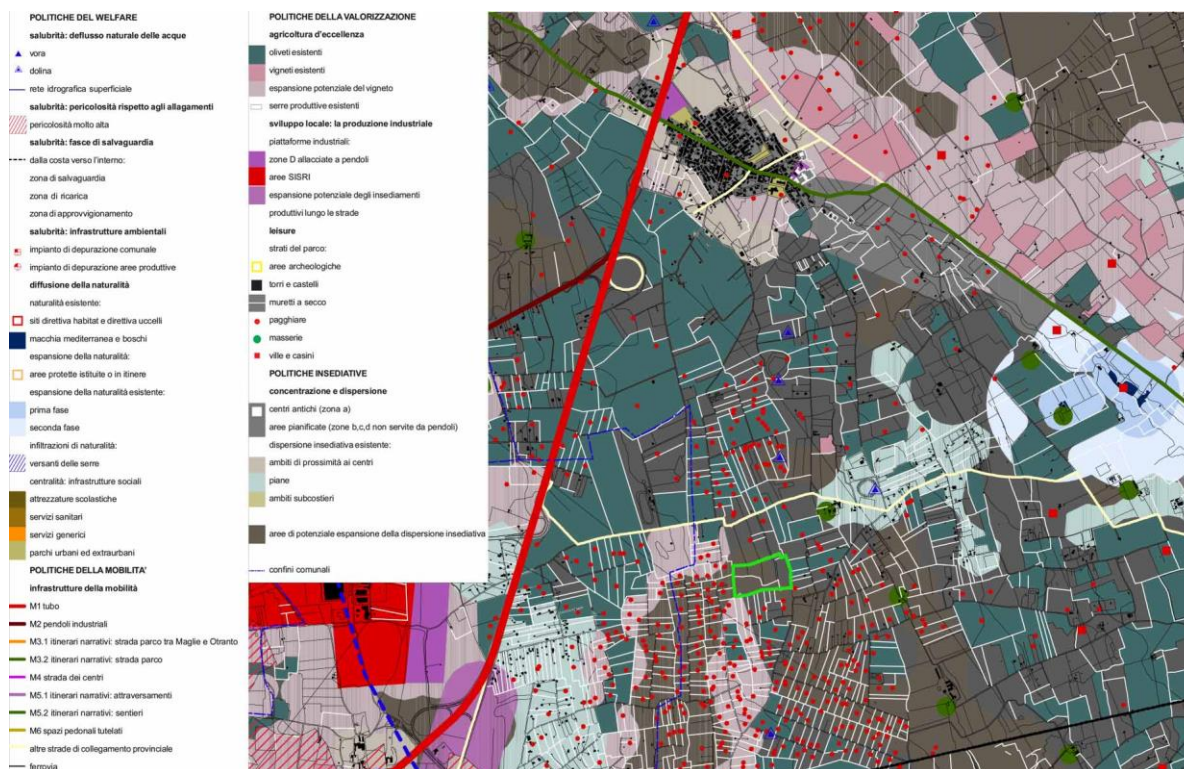 POLITICHE DEL WELFARE
salubrità: deflusso naturale delle acque
vora
dolina
rete idrografica superficiale
salubrità: pericolosità rispetto agli allagamenti
pericolosità molto alta
salubrità: fasce di salvaguardia
dalla costa verso l'interno:
zona di salvaguardia
zona di ricarica
zona di approvvigionamento
salubrità: infrastrutture ambientali
impianto di depurazione comunale
impianto di depurazione aree produttive
diffusione della naturalità
naturalità esistente:
siti direttiva habitat e direttiva uccelli
macchia mediterranea e boschi
espansione della naturalità:
aree protette istituite o in itinere
espansione della naturalità esistente:
prima fase
seconda fase
infiltrazioni di naturalità:
versanti delle serre
centralità: infrastrutture sociali
attrezzature scolastiche
servizi sanitari
servizi generici
parchi urbani ed extraurbani
POLITICHE DELLA MOBILITA'
infrastrutture della mobilità
M1 tubo
M2 pendoli industriali
M3.1 itinerari narrativi: strada parco tra Maglie e Otranto
M3.2 itinerari narrativi: strada parco
M4 strada dei centri
M5.1 itinerari narrativi: attraversamenti
M5.2 itinerari narrativi: sentieri
M6 spazi pedonali tutelati
altre strade di collegamento provinciale
ferrovia
POLITICHE DELLA VALORIZZAZIONE
agricoltura d'eccellenza
oliveti esistenti
vigneti esistenti
espansione potenziale del vigneto
serre produttive esistenti
sviluppo locale: la produzione industriale
piattaforme industriali:
zone D allacciate a pendoli
aree SISRI
espansione potenziale degli insediamenti
produttivi lungo le strade
leisure
strati del parco:
aree archeologiche
torri e castelli
muretti a secco
pagghiare
masserie
ville e casini
POLITICHE INSEDIATIVE
concentrazione e dispersione
centri antichi (zona a)
aree pianificate (zone b,c,d non servite da pendoli)
dispersione insediativa esistente:
ambiti di prossimità ai centri
piane
ambiti subcostieri
aree di potenziale espansione della dispersione insediativa
confini comunali